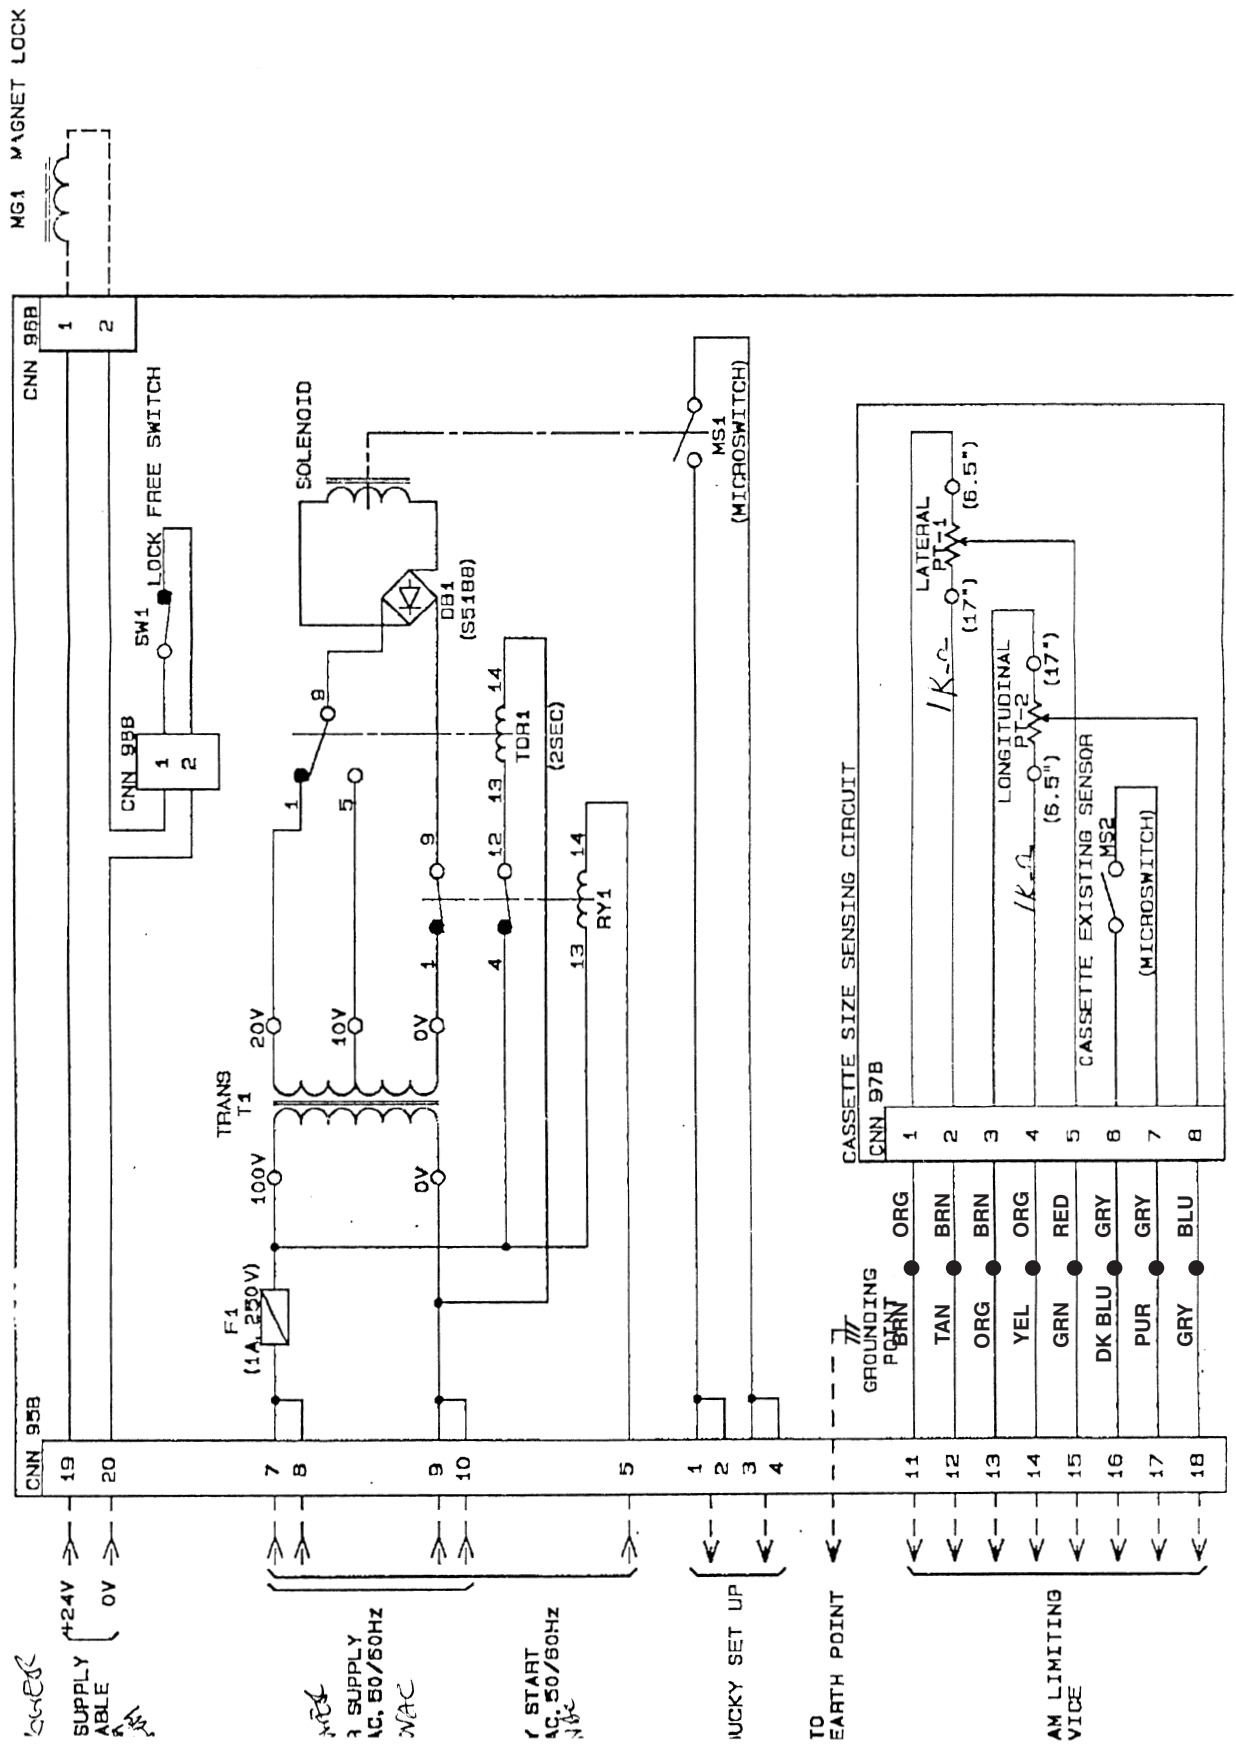 MG1 MAGNET LOCK
CNN 96B
1
2
LOCK FREE SWITCH
SW1
CNN 98B
1
2
SOLENOID
DB1
(S5188)
MS1
(MICROSWITCH)
9
1
5
TDR1
(2SEC)
13
14
9
1
12
4
RY1
13
14
TRANS
T1
20V
10V
0V
100V
0V
F1
(1A, 250V)
CNN 95B
19
20
7
8
9
10
5
1
2
3
4
11
12
13
14
15
16
17
18
+24V
0V
SUPPLY
ABLE
R SUPPLY
AC. 50/60Hz
VAC
Y START
AC. 50/60Hz
VAC
UCKY SET UP
TO
EARTH POINT
GROUNDING
POINT
AM LIMITING
VICE
CASSETTE SIZE SENSING CIRCUIT
CNN 97B
1
2
3
4
5
6
7
8
LATERAL
PT-1
(17")
(6.5")
1K-Ω
LONGITUDINAL
PT-2
(6.5")
(17")
1K-Ω
CASSETTE EXISTING SENSOR
MS2
(MICROSWITCH)
BRN ORG
TAN BRN
ORG BRN
YEL ORG
GRN RED
DK BLU GRY
PUR GRY
GRY BLU